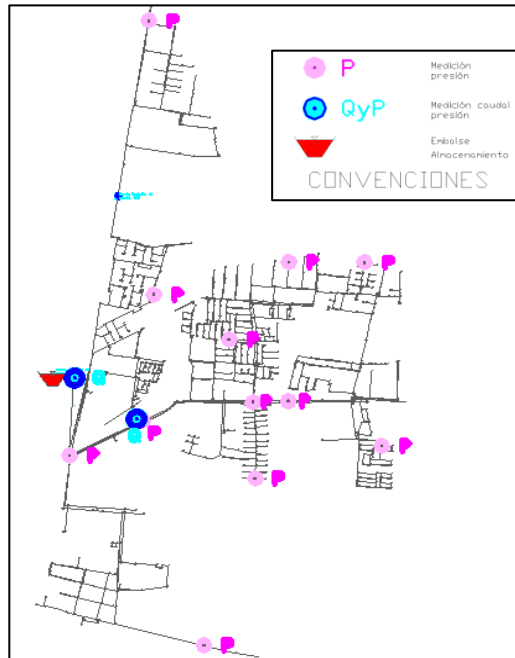 P
P
Medición
presión
QyP
Medición caudal
presión
Embalse
Almacenamiento
CONVENCIONES
P
P
P
P
Q
P
P
Q
P
P
P
P
P